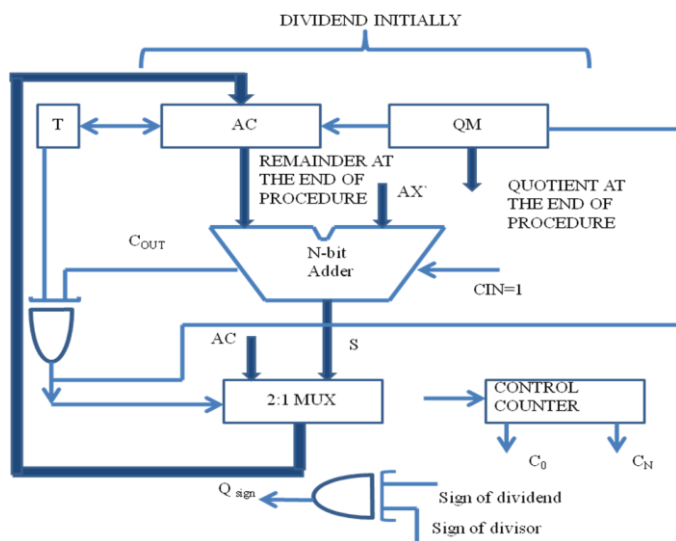 DIVIDEND INITIALLY
T
AC
QM
REMAINDER AT
THE END OF
PROCEDURE
AX`
QUOTIENT AT
THE END OF
PROCEDURE
COUT
N-bit
Adder
CIN=1
AC
S
2:1 MUX
CONTROL
COUNTER
C0
CN
Q sign
Sign of dividend
Sign of divisor